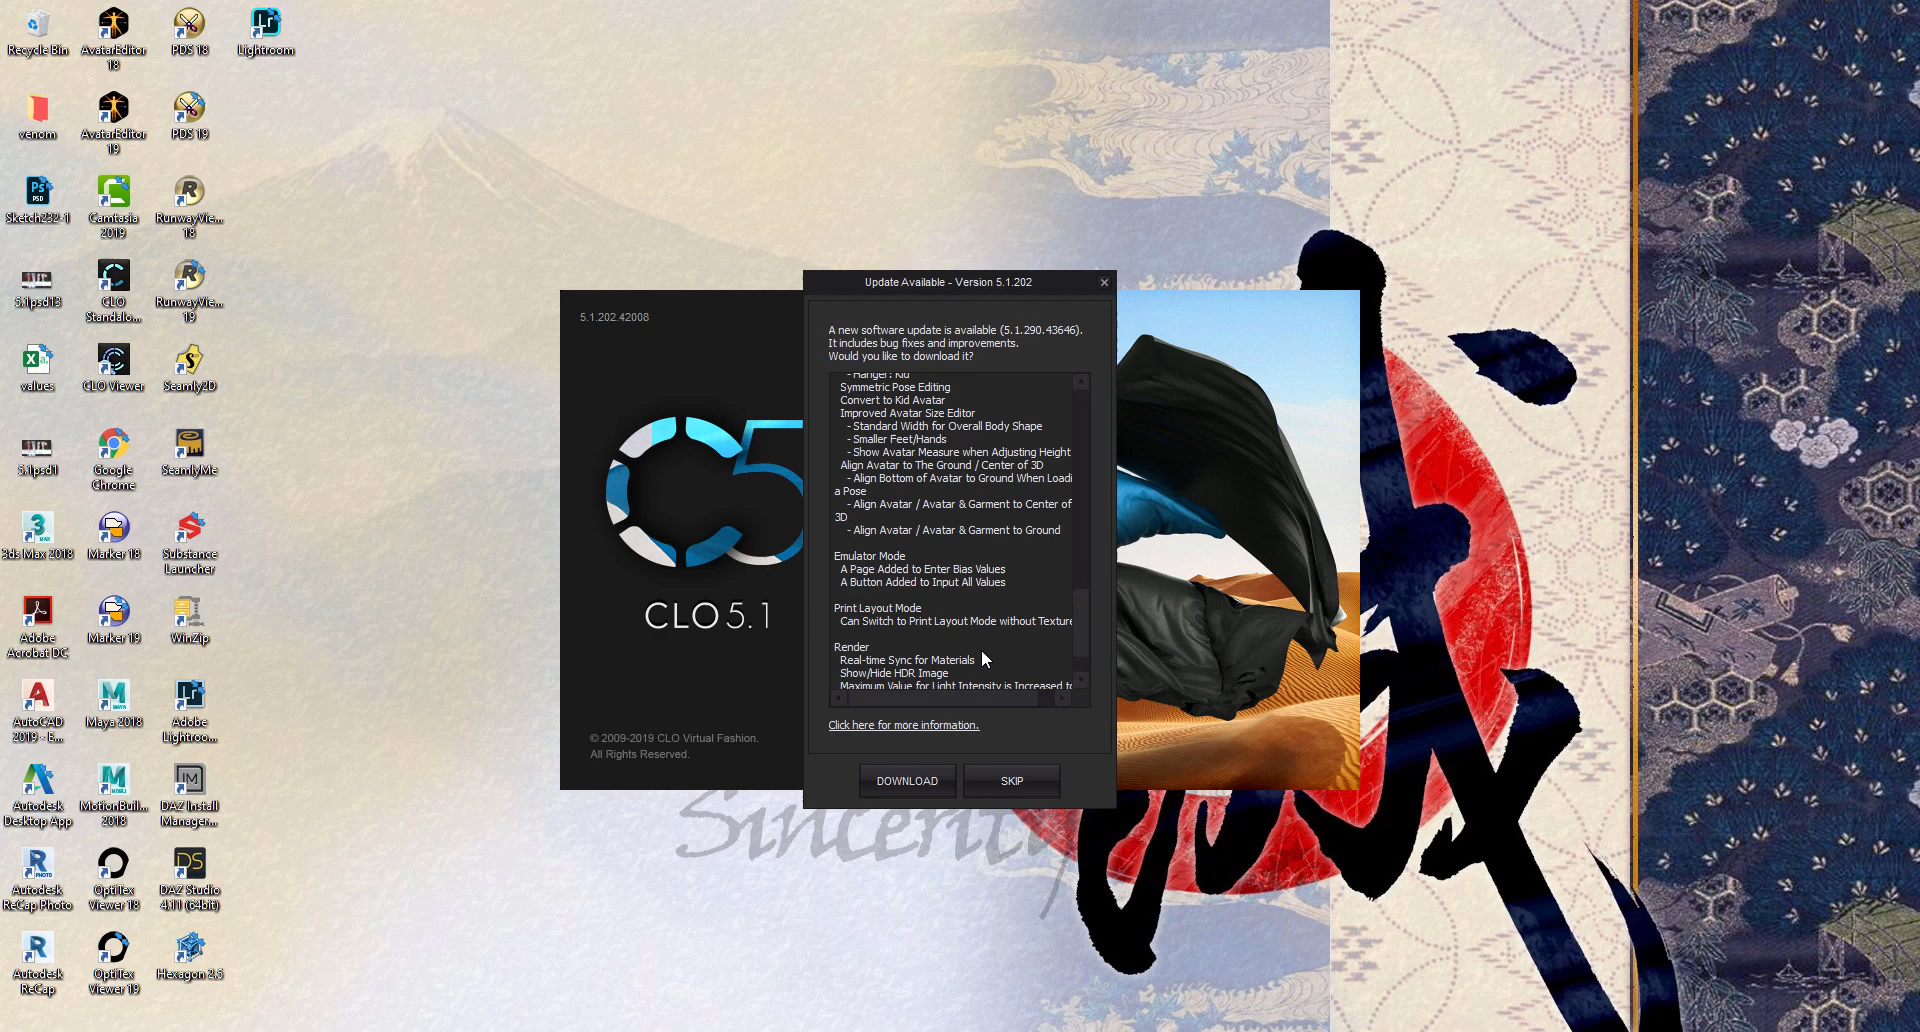 Recycle Bin
AvatarEditor
18
PDS 18
Lightroom
venom
AvatarEditor
19
PDS 19
Sketch232-1
Camtasia
2019
RunwayVie...
18
5.1psd13
CLO
Standalo...
RunwayVie...
19
values
CLO Viewer
Seamly2D
5.1psd1
Google
Chrome
SeamlyMe
3ds Max 2018
Marker 18
Substance
Launcher
Adobe
Acrobat DC
Marker 19
WinZip
AutoCAD
2019 - E...
Maya 2018
Adobe
Lightroo...
Autodesk
Desktop App
MotionBuil...
2018
DAZ Install
Manager...
Autodesk
ReCap Photo
OptiTex
Viewer 18
DAZ Studio
4.11 (64bit)
Autodesk
ReCap
OptiTex
Viewer 19
Hexagon 2.5
5.1.202.42008
CLO 5.1
© 2009-2019 CLO Virtual Fashion.
All Rights Reserved.
Update Available - Version 5.1.202
A new software update is available (5.1.290.43646).
It includes bug fixes and improvements.
Would you like to download it?
- Hanger: Kid
Symmetric Pose Editing
Convert to Kid Avatar
Improved Avatar Size Editor
- Standard Width for Overall Body Shape
- Smaller Feet/Hands
- Show Avatar Measure when Adjusting Height
Align Avatar to The Ground / Center of 3D
- Align Bottom of Avatar to Ground When Loadi
a Pose
- Align Avatar / Avatar & Garment to Center of
3D
- Align Avatar / Avatar & Garment to Ground
Emulator Mode
A Page Added to Enter Bias Values
A Button Added to Input All Values
Print Layout Mode
Can Switch to Print Layout Mode without Texture
Render
Real-time Sync for Materials
Show/Hide HDR Image
Maximum Value for Light Intensity is Increased to
Click here for more information.
DOWNLOAD
SKIP
Sincerity